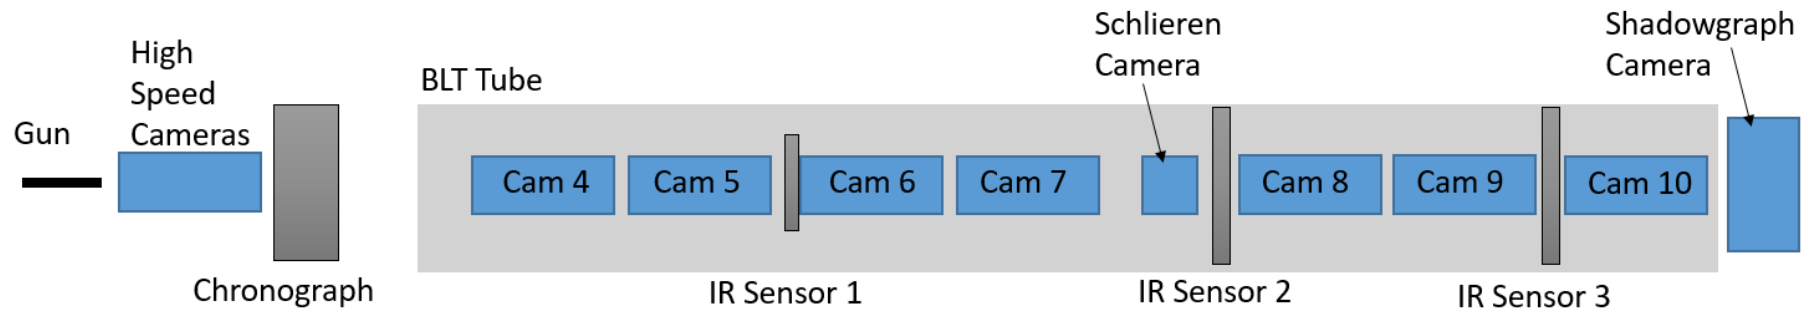 Gun
High
Speed
Cameras
Chronograph
BLT Tube
Cam 4
Cam 5
Cam 6
Cam 7
Schlieren
Camera
Cam 8
Cam 9
Cam 10
Shadowgraph
Camera
IR Sensor 1
IR Sensor 2
IR Sensor 3